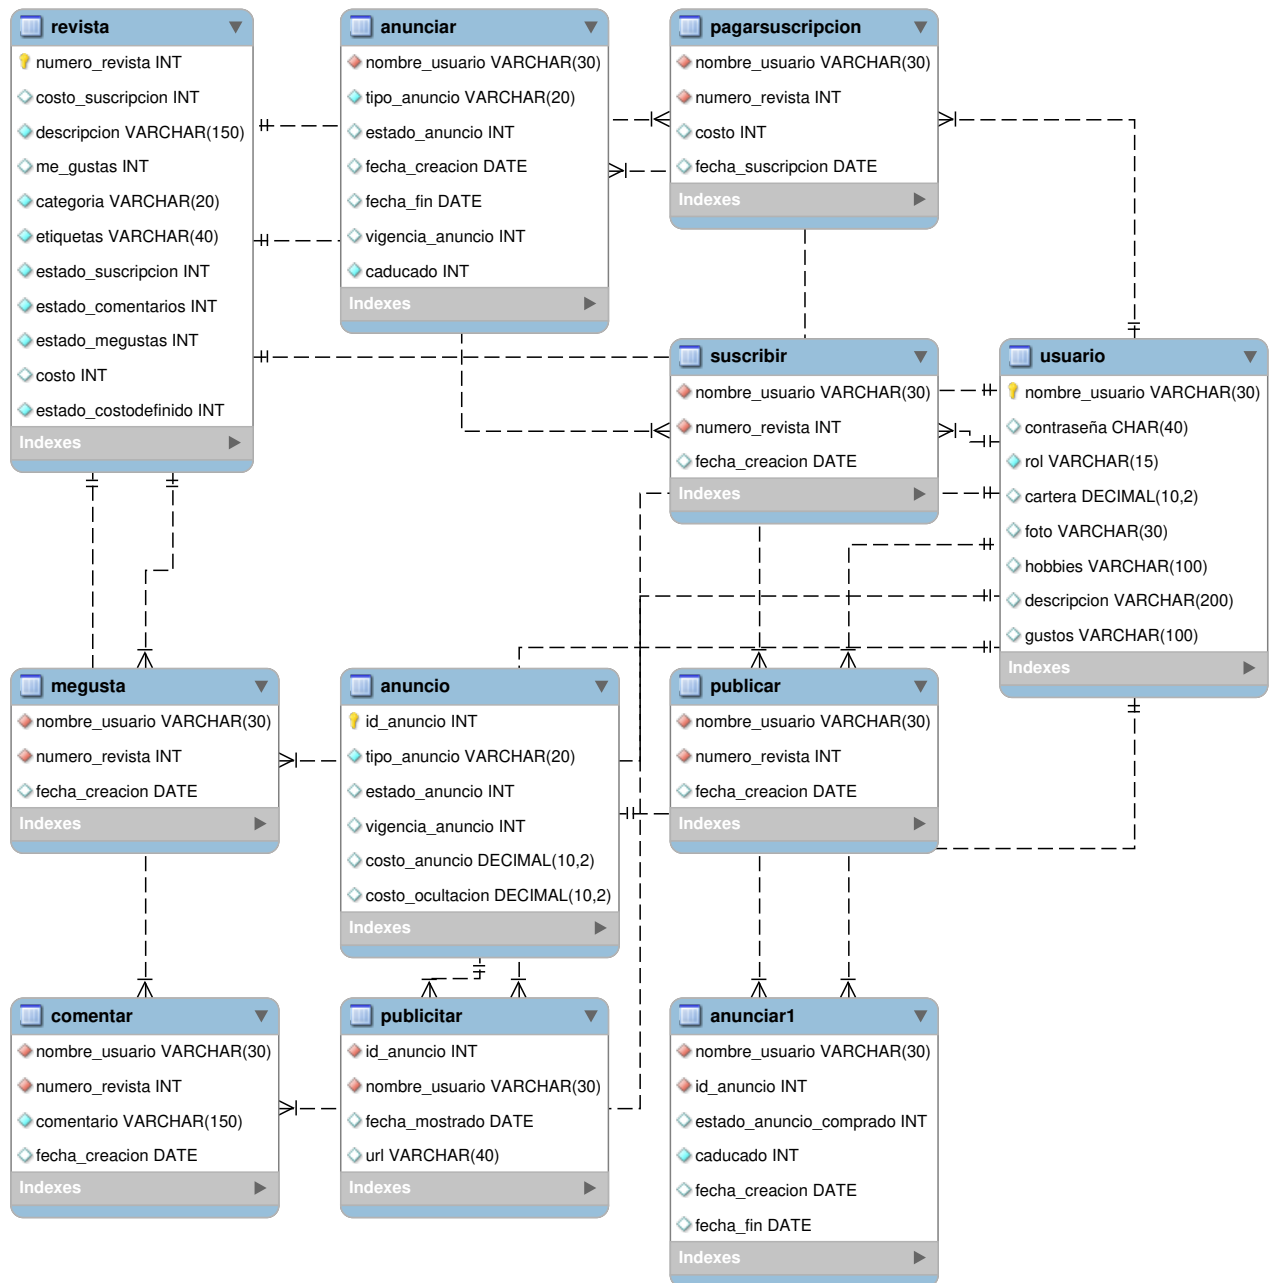 revista
numero_revista INT
costo_suscripcion INT
descripcion VARCHAR(150)
me_gustas INT
categoria VARCHAR(20)
etiquetas VARCHAR(40)
estado_suscripcion INT
estado_comentarios INT
estado_megustas INT
costo INT
estado_costodefinido INT
Indexes
anunciar
nombre_usuario VARCHAR(30)
tipo_anuncio VARCHAR(20)
estado_anuncio INT
fecha_creacion DATE
fecha_fin DATE
vigencia_anuncio INT
caducado INT
Indexes
pagarsuscripcion
nombre_usuario VARCHAR(30)
numero_revista INT
costo INT
fecha_suscripcion DATE
Indexes
suscribir
nombre_usuario VARCHAR(30)
numero_revista INT
fecha_creacion DATE
Indexes
usuario
nombre_usuario VARCHAR(30)
contraseña CHAR(40)
rol VARCHAR(15)
cartera DECIMAL(10,2)
foto VARCHAR(30)
hobbies VARCHAR(100)
descripcion VARCHAR(200)
gustos VARCHAR(100)
Indexes
megusta
nombre_usuario VARCHAR(30)
numero_revista INT
fecha_creacion DATE
Indexes
anuncio
id_anuncio INT
tipo_anuncio VARCHAR(20)
estado_anuncio INT
vigencia_anuncio INT
costo_anuncio DECIMAL(10,2)
costo_ocultacion DECIMAL(10,2)
Indexes
publicar
nombre_usuario VARCHAR(30)
numero_revista INT
fecha_creacion DATE
Indexes
comentar
nombre_usuario VARCHAR(30)
numero_revista INT
comentario VARCHAR(150)
fecha_creacion DATE
Indexes
publicitar
id_anuncio INT
nombre_usuario VARCHAR(30)
fecha_mostrado DATE
url VARCHAR(40)
Indexes
anunciar1
nombre_usuario VARCHAR(30)
id_anuncio INT
estado_anuncio_comprado INT
caducado INT
fecha_creacion DATE
fecha_fin DATE
Indexes